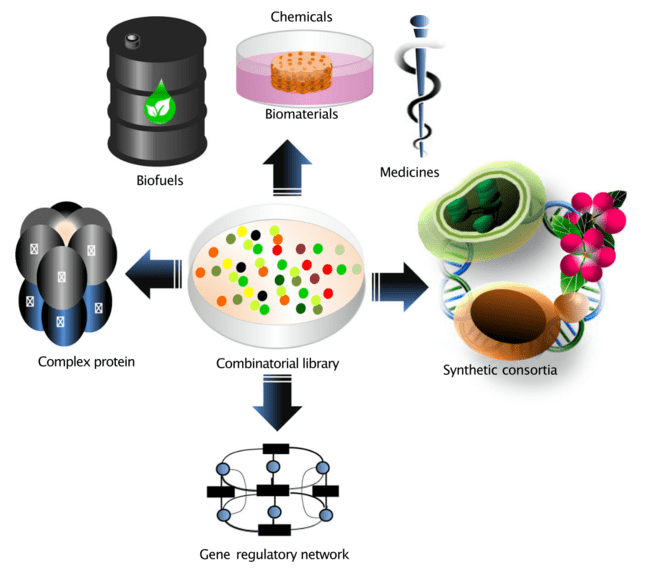 Chemicals
Biomaterials
Biofuels
Medicines
Complex protein
Combinatorial library
Synthetic consortia
Gene regulatory network